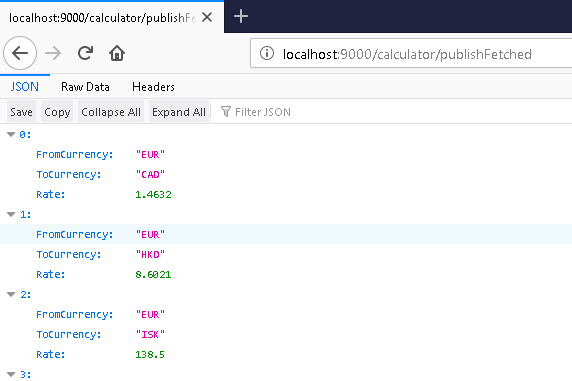 localhost:9000/calculator/publishFe
localhost:9000/calculator/publishFetched
JSON Raw Data Headers
Save Copy Collapse All Expand All Filter JSON
0:
FromCurrency: "EUR"
ToCurrency: "CAD"
Rate: 1.4632
1:
FromCurrency: "EUR"
ToCurrency: "HKD"
Rate: 8.6021
2:
FromCurrency: "EUR"
ToCurrency: "ISK"
Rate: 138.5
3: